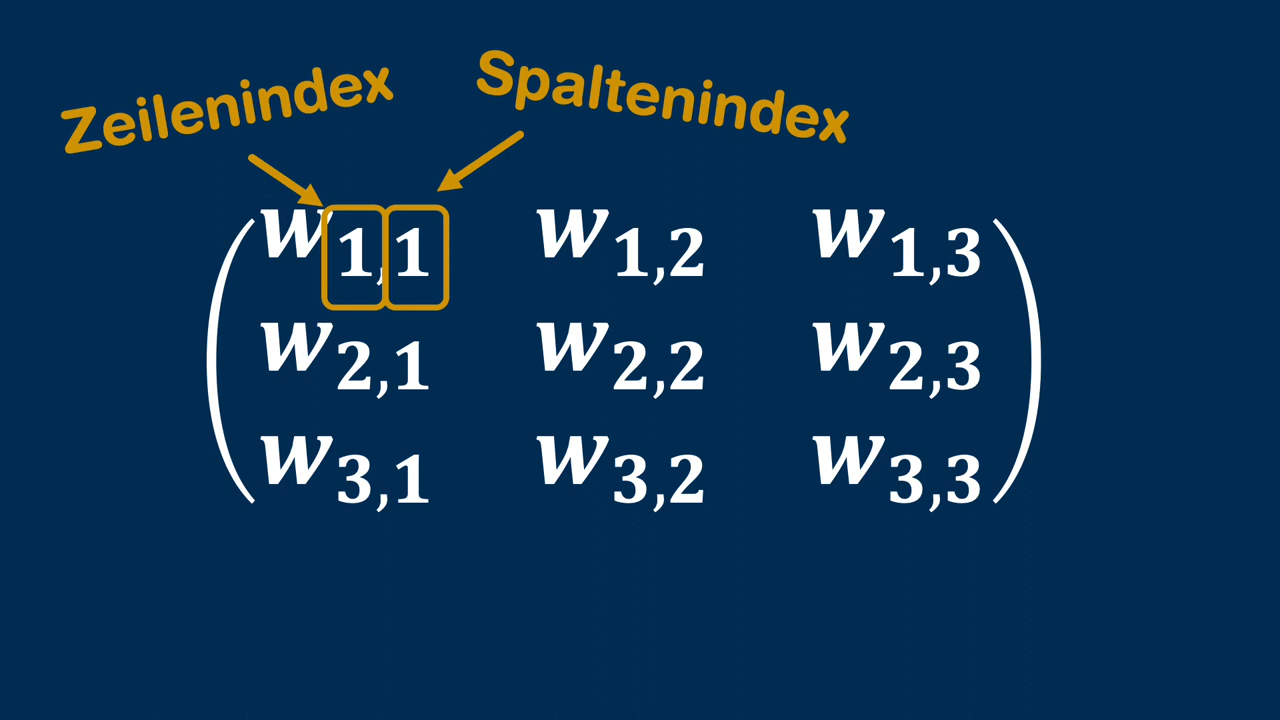 Zeilenindex
Spaltenindex
w1,1 w1,2 w1,3
w2,1 w2,2 w2,3
w3,1 w3,2 w3,3